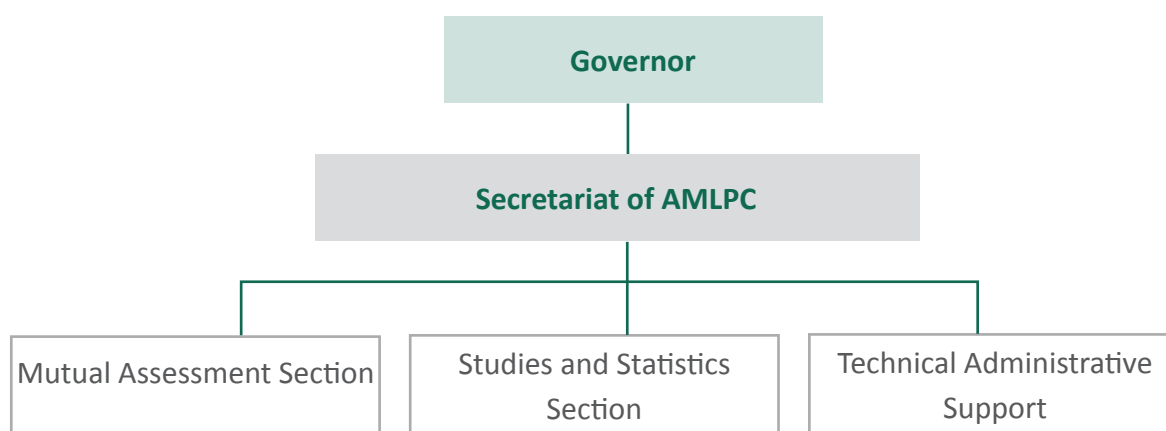 Governor
Secretariat of AMLPC
Mutual Assessment Section
Studies and Statistics
Section
Technical Administrative
Support